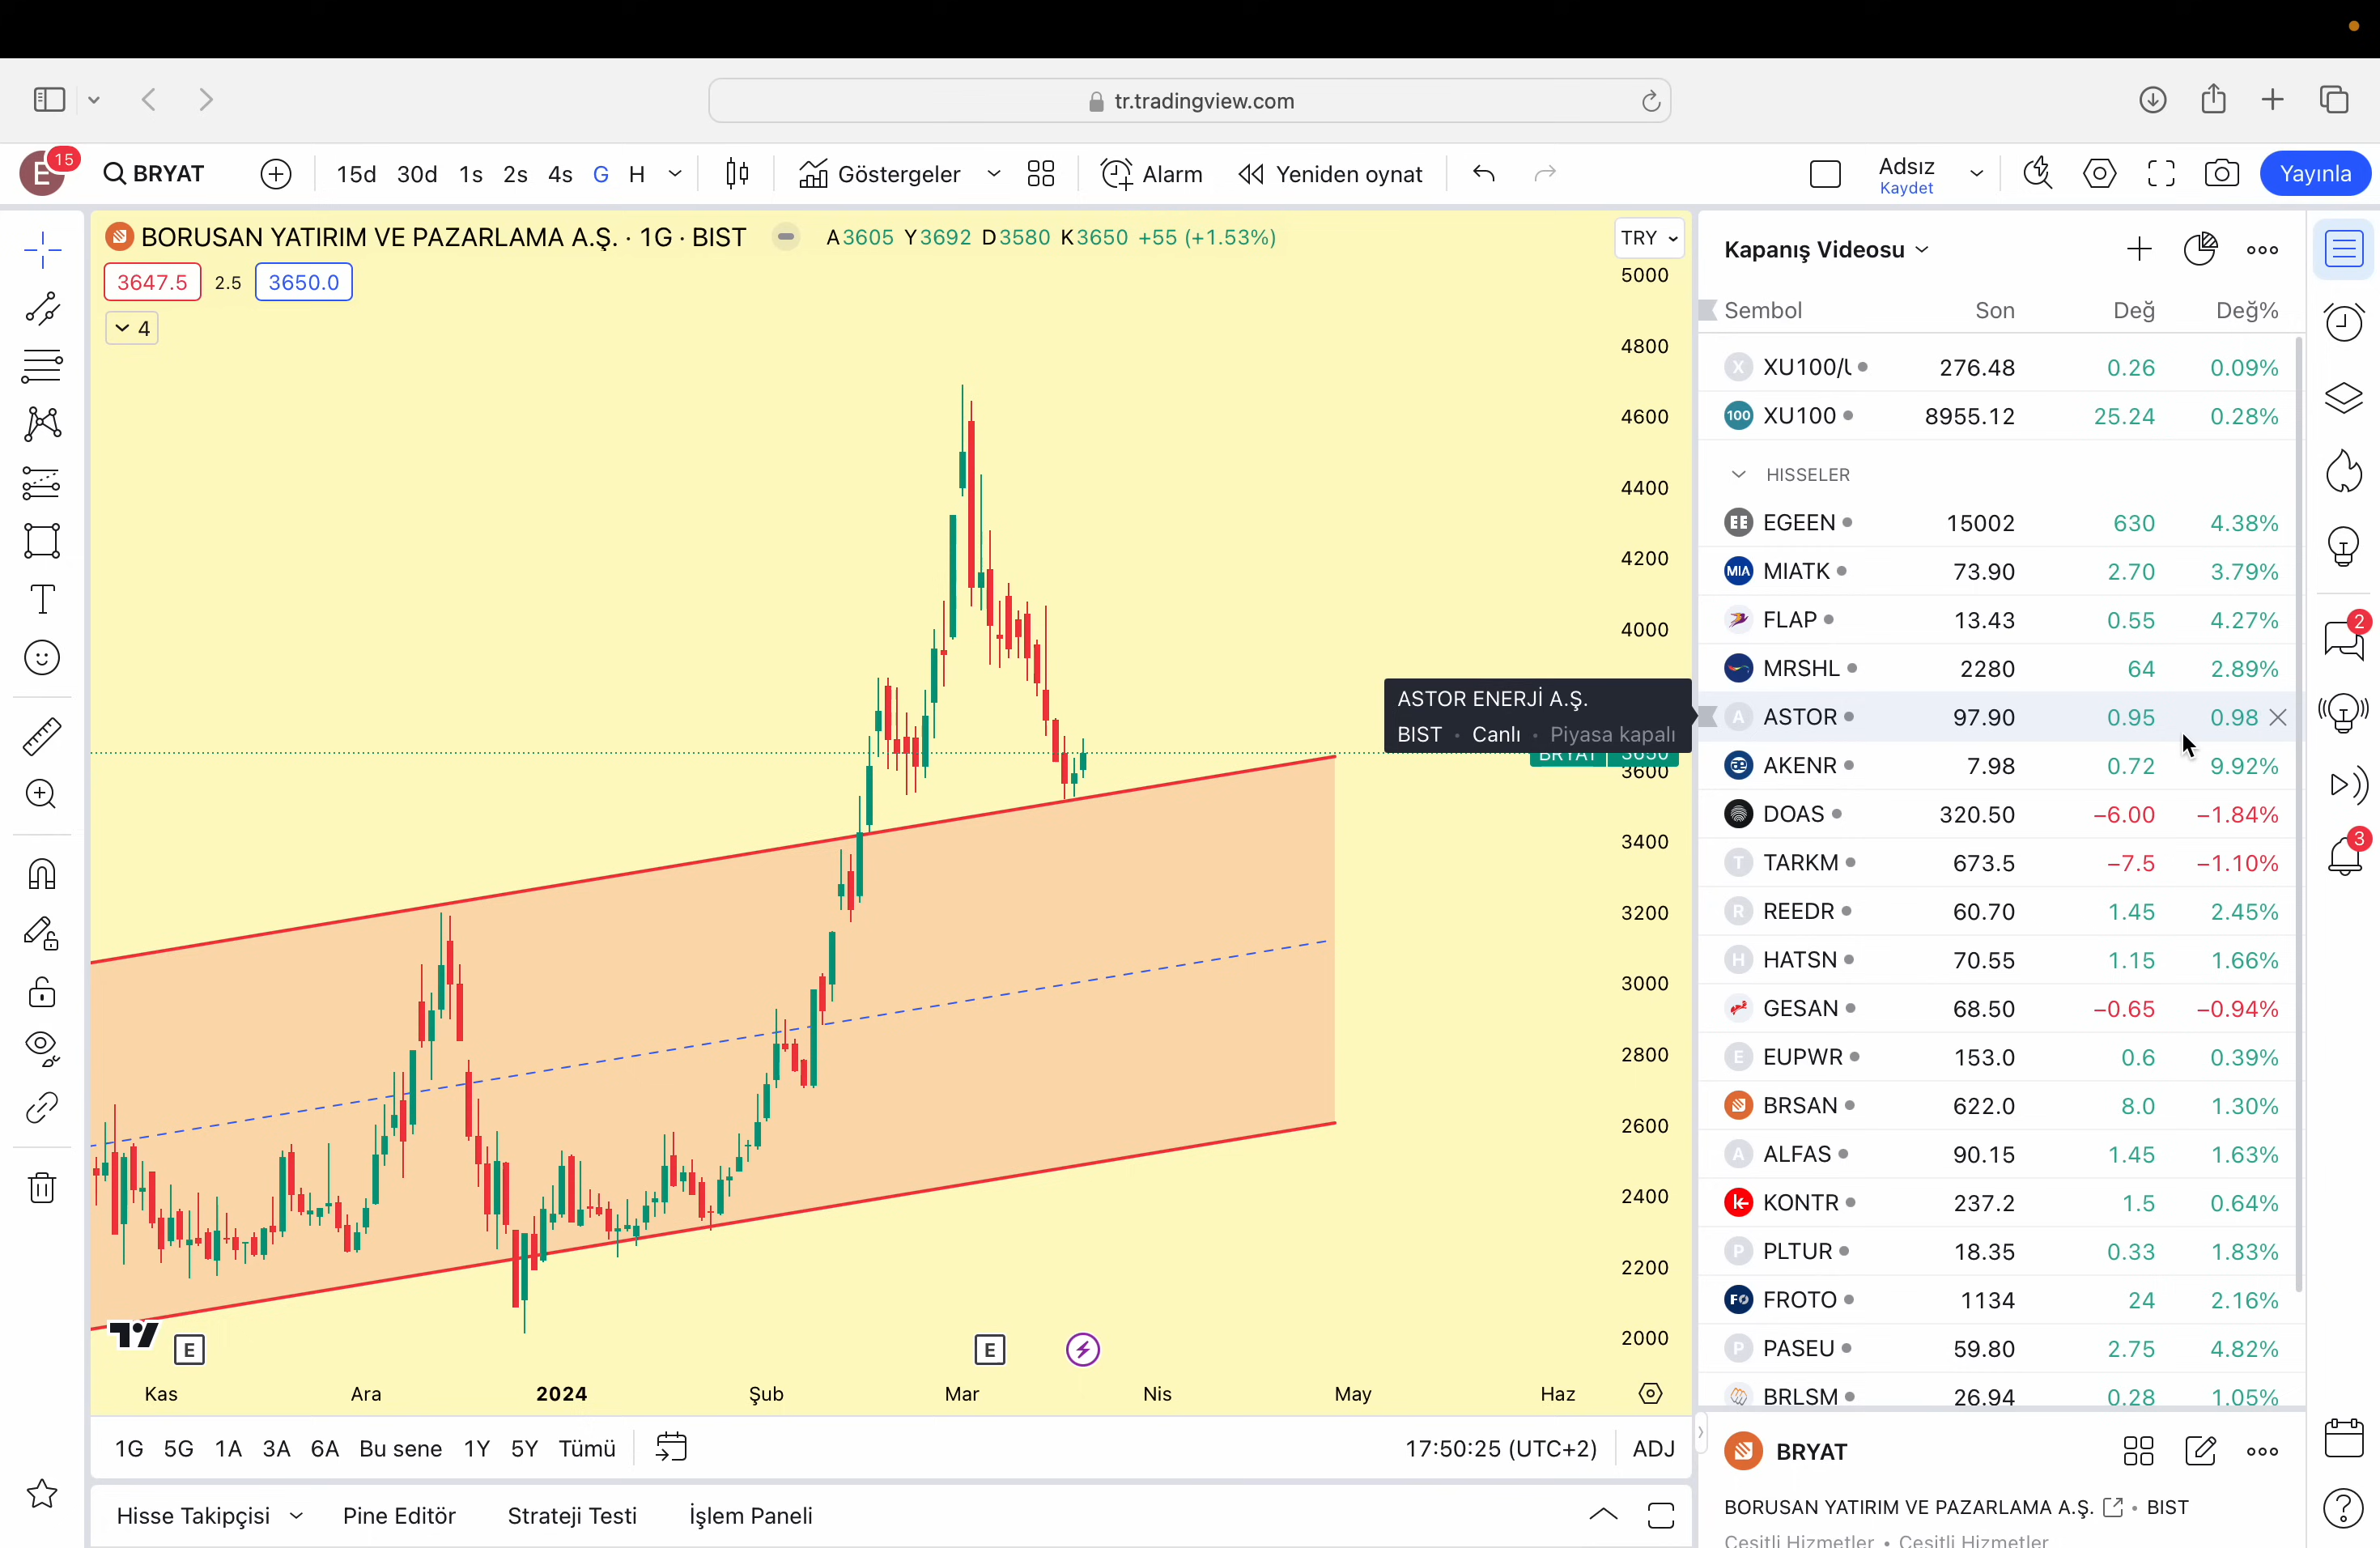 tr.tradingview.com
E 15 BRYAT 15d 30d 1s 2s 4s G H Göstergeler Alarm Yeniden oynat Adsız Kaydet Yayınla
BORUSAN YATIRIM VE PAZARLAMA A.Ş. · 1G · BIST A3605 Y3692 D3580 K3650 +55 (+1.53%) TRY
3647.5 2.5 3650.0
4
5000
4800
4600
4400
4200
4000
BRYAT 3650
3600
3400
3200
3000
2800
2600
2400
2200
2000
ASTOR ENERJİ A.Ş.
BIST · Canlı · Piyasa kapalı
E E
Kas Ara 2024 Şub Mar Nis May Haz
1G 5G 1A 3A 6A Bu sene 1Y 5Y Tümü 17:50:25 (UTC+2) ADJ
Hisse Takipçisi Pine Editör Strateji Testi İşlem Paneli
Kapanış Videosu
Sembol Son Değ Değ%
X XU100/ 276.48 0.26 0.09%
100 XU100 8955.12 25.24 0.28%
HISSELER
EE EGEEN 15002 630 4.38%
MIA MIATK 73.90 2.70 3.79%
FLAP 13.43 0.55 4.27%
MRSHL 2280 64 2.89%
A ASTOR 97.90 0.95 0.98
æ AKENR 7.98 0.72 9.92%
DOAS 320.50 −6.00 −1.84%
T TARKM 673.5 −7.5 −1.10%
R REEDR 60.70 1.45 2.45%
H HATSN 70.55 1.15 1.66%
GESAN 68.50 −0.65 −0.94%
E EUPWR 153.0 0.6 0.39%
BRSAN 622.0 8.0 1.30%
A ALFAS 90.15 1.45 1.63%
K KONTR 237.2 1.5 0.64%
P PLTUR 18.35 0.33 1.83%
FO FROTO 1134 24 2.16%
P PASEU 59.80 2.75 4.82%
BRLSM 26.94 0.28 1.05%
BRYAT
BORUSAN YATIRIM VE PAZARLAMA A.Ş. · BIST
Çeşitli Hizmetler · Çeşitli Hizmetler
2
3